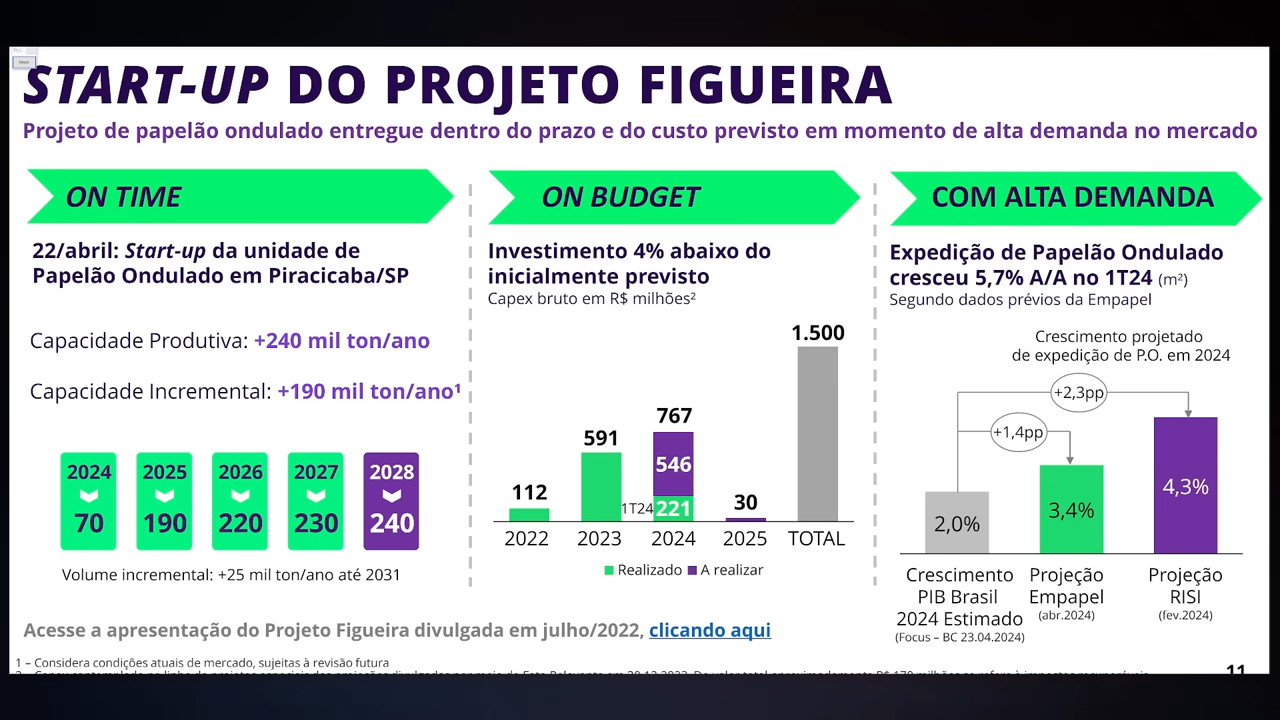 START-UP DO PROJETO FIGUEIRA
Projeto de papelão ondulado entregue dentro do prazo e do custo previsto em momento de alta demanda no mercado
ON TIME
22/abril: Start-up da unidade de
Papelão Ondulado em Piracicaba/SP
Capacidade Produtiva: +240 mil ton/ano
Capacidade Incremental: +190 mil ton/ano¹
2024 2025 2026 2027 2028
70 190 220 230 240
Volume incremental: +25 mil ton/ano até 2031
ON BUDGET
Investimento 4% abaixo do
inicialmente previsto
Capex bruto em R$ milhões²
1.500
767
591
546
112
1T24 221
30
2022 2023 2024 2025 TOTAL
Realizado A realizar
COM ALTA DEMANDA
Expedição de Papelão Ondulado
cresceu 5,7% A/A no 1T24 (m²)
Segundo dados prévios da Empapel
Crescimento projetado
de expedição de P.O. em 2024
+2,3pp
+1,4pp
2,0% 3,4% 4,3%
Crescimento
PIB Brasil
2024 Estimado
(Focus – BC 23.04.2024)
Projeção
Empapel
(abr.2024)
Projeção
RISI
(fev.2024)
Acesse a apresentação do Projeto Figueira divulgada em julho/2022, clicando aqui
1 – Considera condições atuais de mercado, sujeitas à revisão futura
11